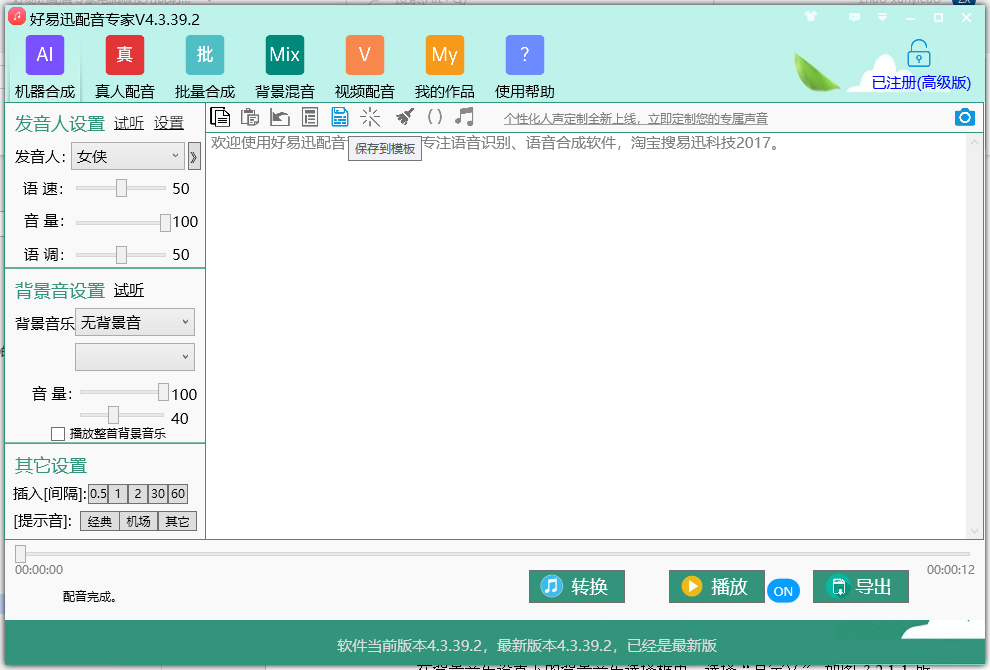 好易迅配音专家V4.3.39.2
AI 真 批 Mix V My ?
机器合成 真人配音 批量合成 背景混音 视频配音 我的作品 使用帮助
已注册(高级版)
发音人设置 试听 设置
个性化人声定制全新上线，立即定制您的专属声音
欢迎使用好易迅配音 专注语音识别、语音合成软件，淘宝搜易迅科技2017。
保存到模板
发音人: 女侠
语 速: 50
音 量: 100
语 调: 50
背景音设置 试听
背景音乐 无背景音
音 量: 100
40
播放整首背景音乐
其它设置
插入[间隔]: 0.5 1 2 30 60
[提示音]: 经典 机场 其它
00:00:00
00:00:12
配音完成。
转换 播放 ON 导出
软件当前版本4.3.39.2，最新版本4.3.39.2，已经是最新版